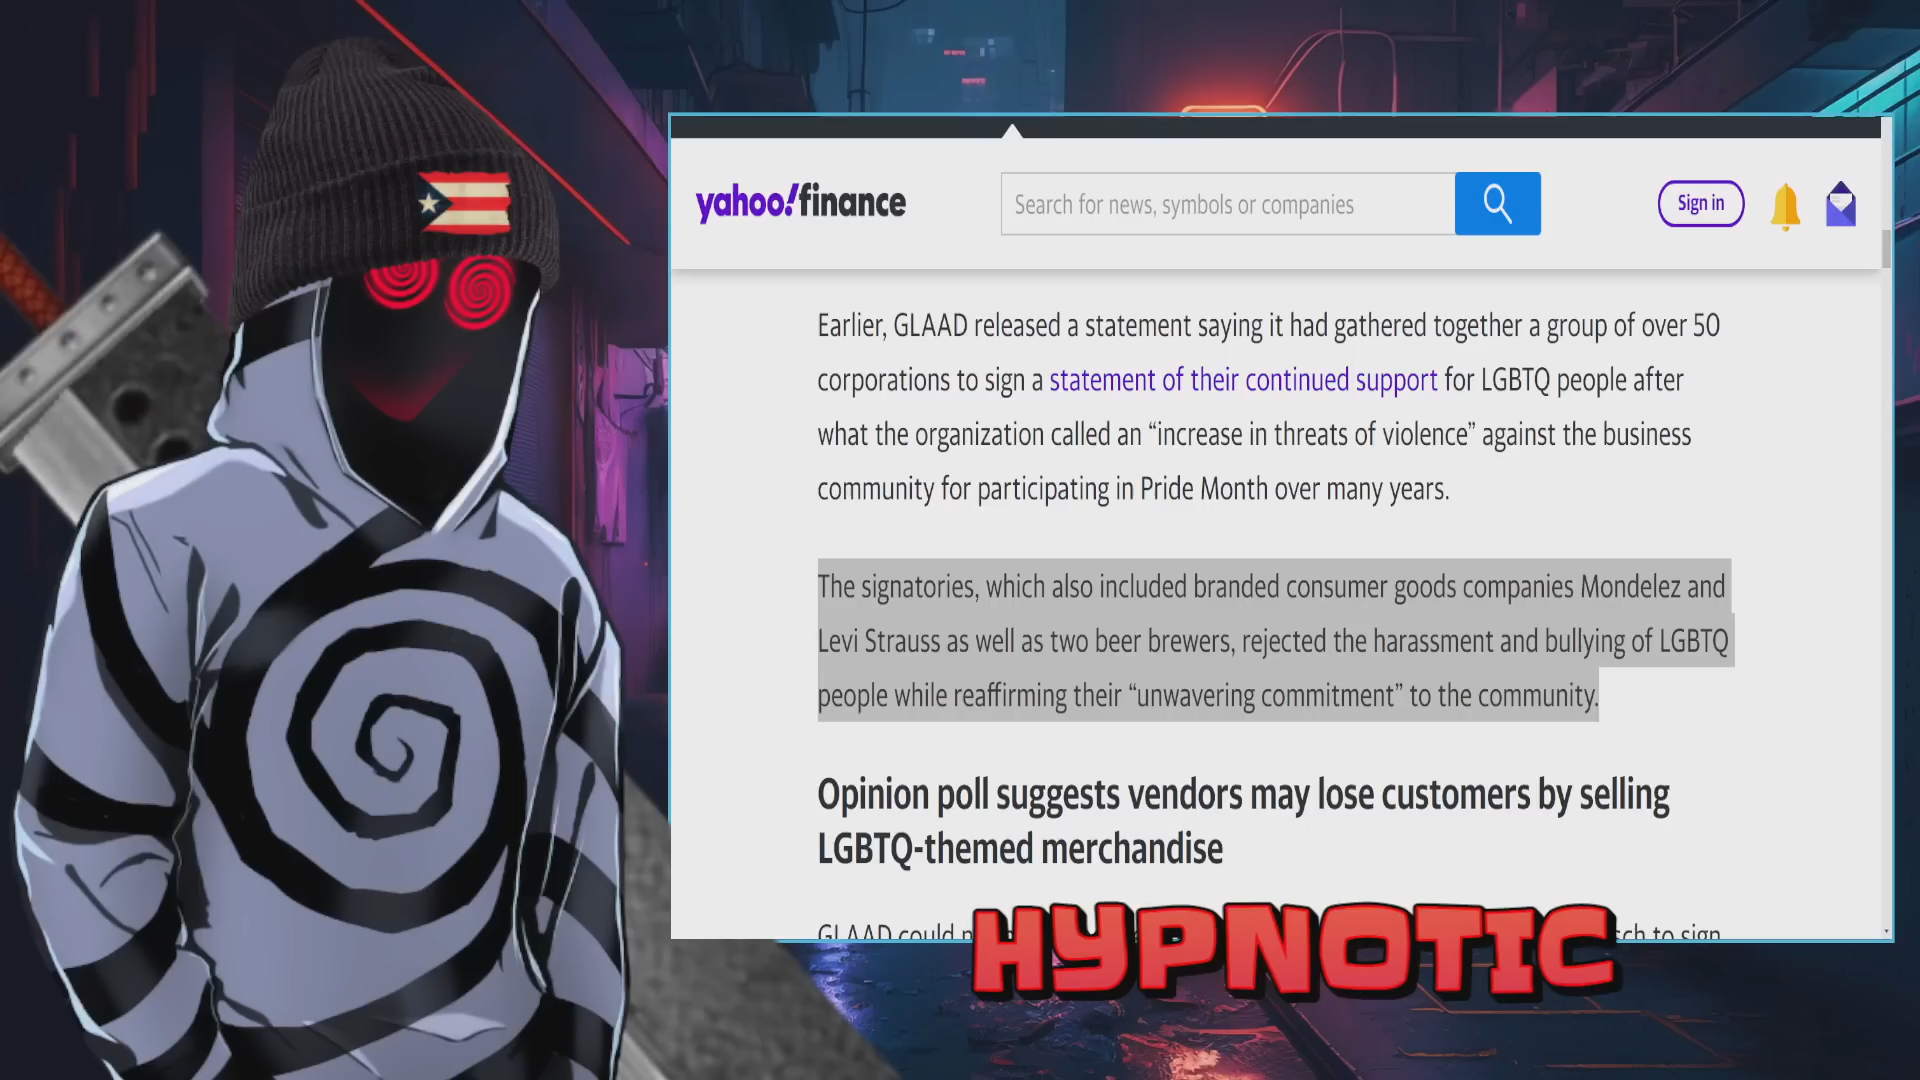 yahoo!finance
Search for news, symbols or companies
Sign in
Earlier, GLAAD released a statement saying it had gathered together a group of over 50
corporations to sign a statement of their continued support for LGBTQ people after
what the organization called an “increase in threats of violence” against the business
community for participating in Pride Month over many years.
The signatories, which also included branded consumer goods companies Mondelez and
Levi Strauss as well as two beer brewers, rejected the harassment and bullying of LGBTQ
people while reaffirming their “unwavering commitment” to the community.
Opinion poll suggests vendors may lose customers by selling
LGBTQ-themed merchandise
GLAAD could to sign
HYPNOTIC